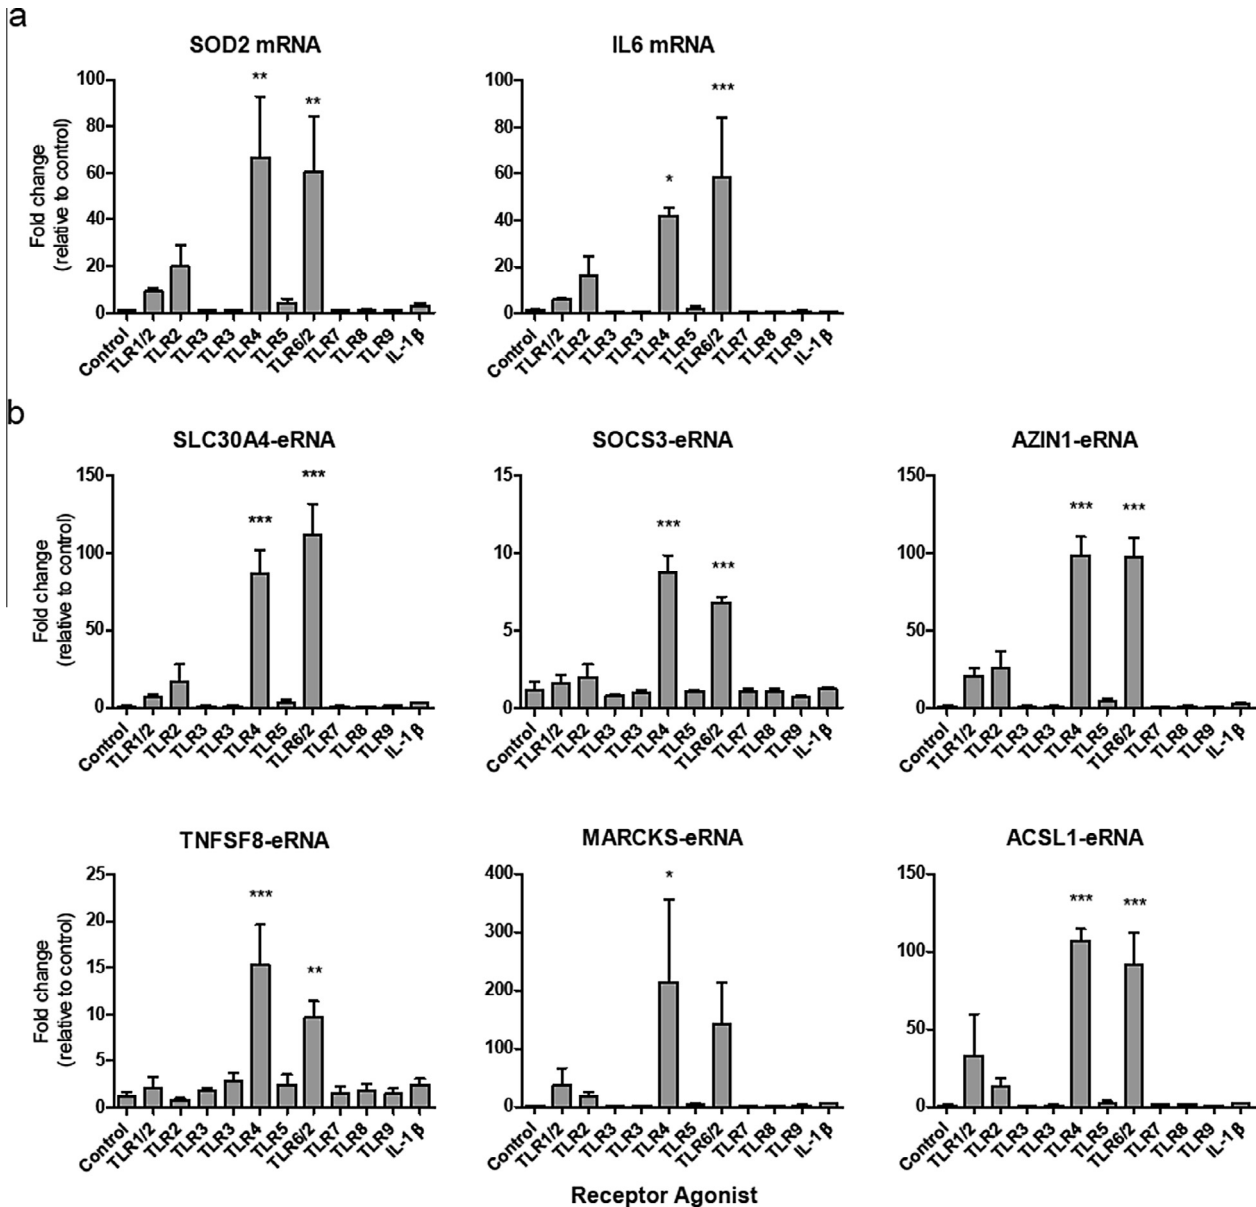 a
SOD2 mRNA
Fold change
(relative to control)
100
80
60
40
20
0
**
**
Control
TLR1/2
TLR2
TLR3
TLR3
TLR4
TLR5
TLR6/2
TLR7
TLR8
TLR9
IL-1 β
IL6 mRNA
100
80
60
40
20
0
*
***
Control
TLR1/2
TLR2
TLR3
TLR3
TLR4
TLR5
TLR6/2
TLR7
TLR8
TLR9
IL-1 β
b
SLC30A4-eRNA
Fold change
(relative to control)
150
100
50
0
***
***
Control
TLR1/2
TLR2
TLR3
TLR3
TLR4
TLR5
TLR6/2
TLR7
TLR8
TLR9
IL-1 β
SOCS3-eRNA
15
10
5
0
***
***
Control
TLR1/2
TLR2
TLR3
TLR3
TLR4
TLR5
TLR6/2
TLR7
TLR8
TLR9
IL-1 β
AZIN1-eRNA
150
100
50
0
***
***
Control
TLR1/2
TLR2
TLR3
TLR3
TLR4
TLR5
TLR6/2
TLR7
TLR8
TLR9
IL-1 β
TNFSF8-eRNA
Fold change
(relative to control)
25
20
15
10
5
0
***
**
Control
TLR1/2
TLR2
TLR3
TLR3
TLR4
TLR5
TLR6/2
TLR7
TLR8
TLR9
IL-1 β
MARCKS-eRNA
400
300
200
100
0
*
Control
TLR1/2
TLR2
TLR3
TLR3
TLR4
TLR5
TLR6/2
TLR7
TLR8
TLR9
IL-1 β
ACSL1-eRNA
150
100
50
0
***
***
Control
TLR1/2
TLR2
TLR3
TLR3
TLR4
TLR5
TLR6/2
TLR7
TLR8
TLR9
IL-1 β
Receptor Agonist